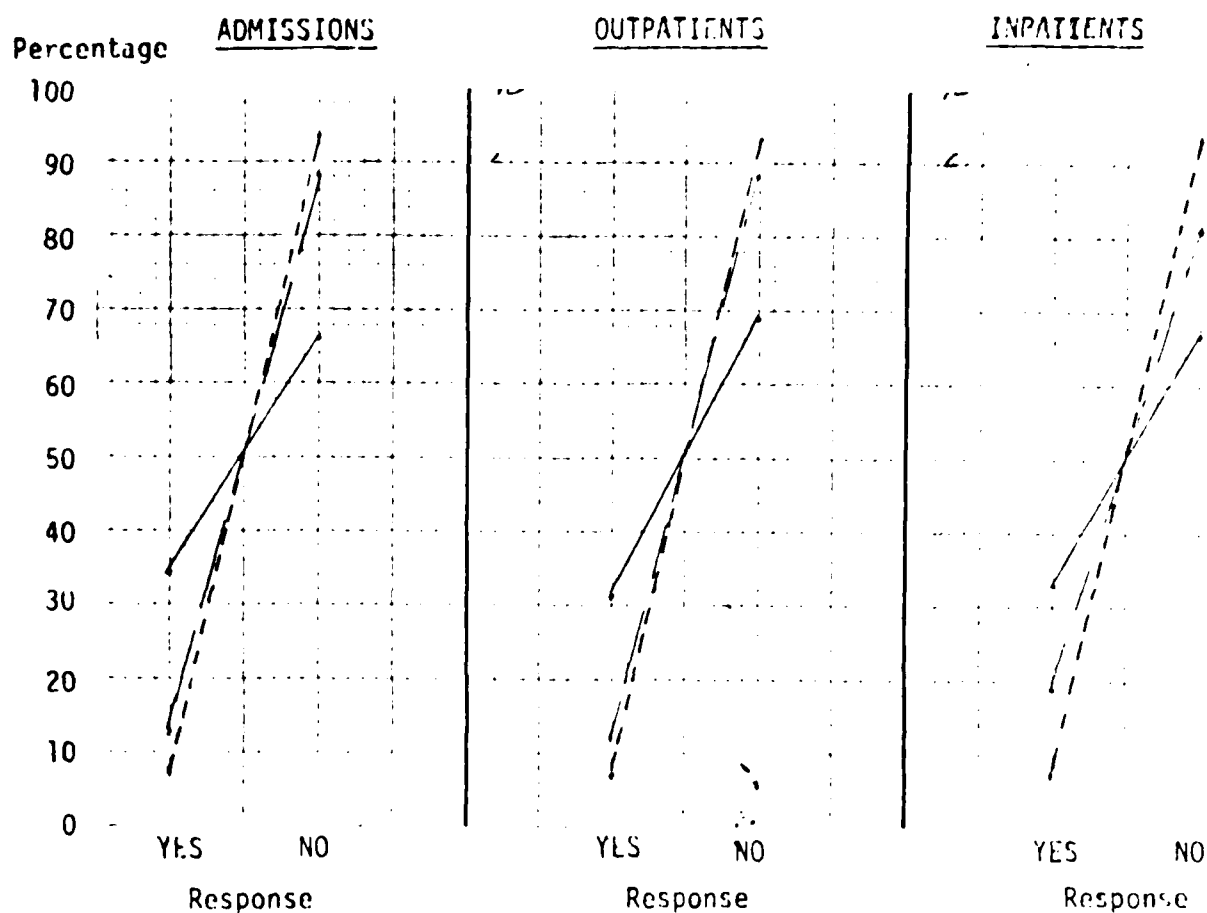 ADMISSIONS OUTPATIENTS INPATIENTS
Percentage
100
90
80
70
60
50
40
30
20
10
0
YES NO YES NO YES NO
Response Response Response